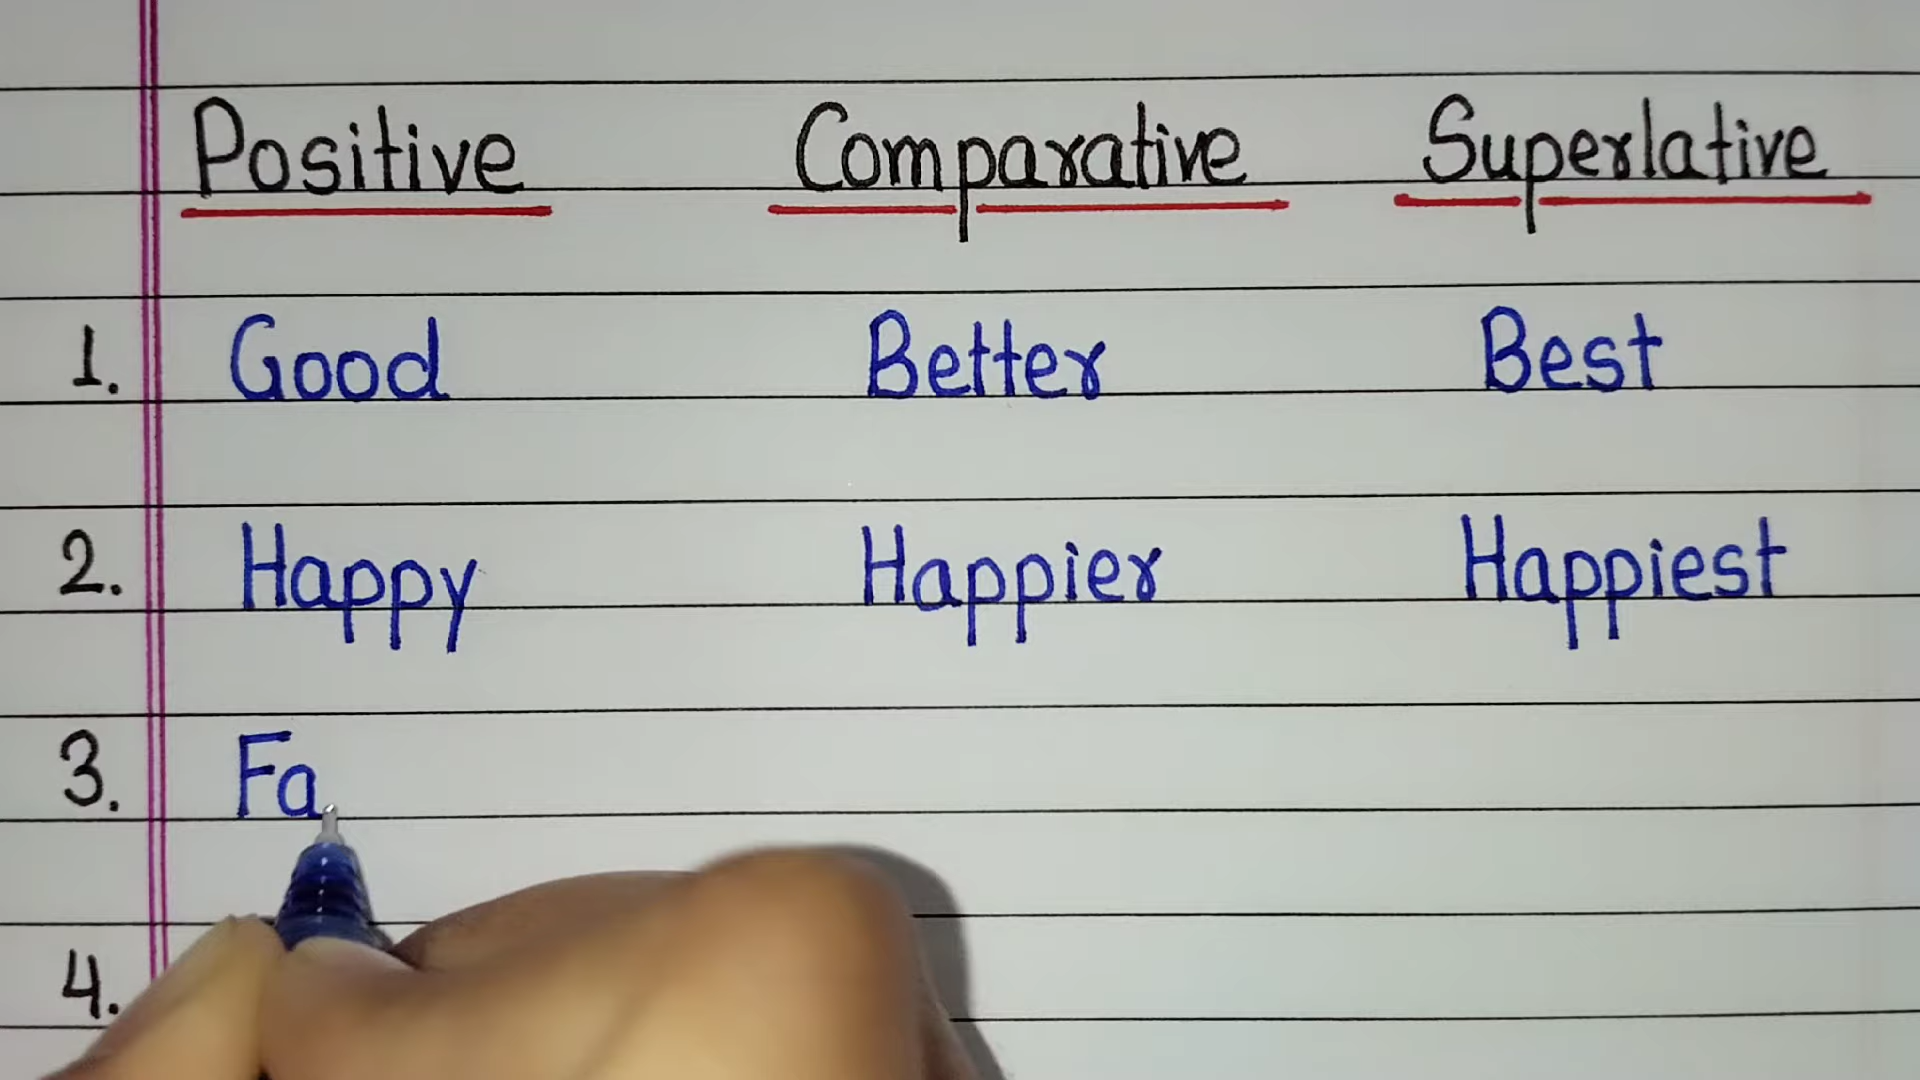 Positive Comparative Superlative
1. Good Better Best
2. Happy Happier Happiest
3. Fa
4.